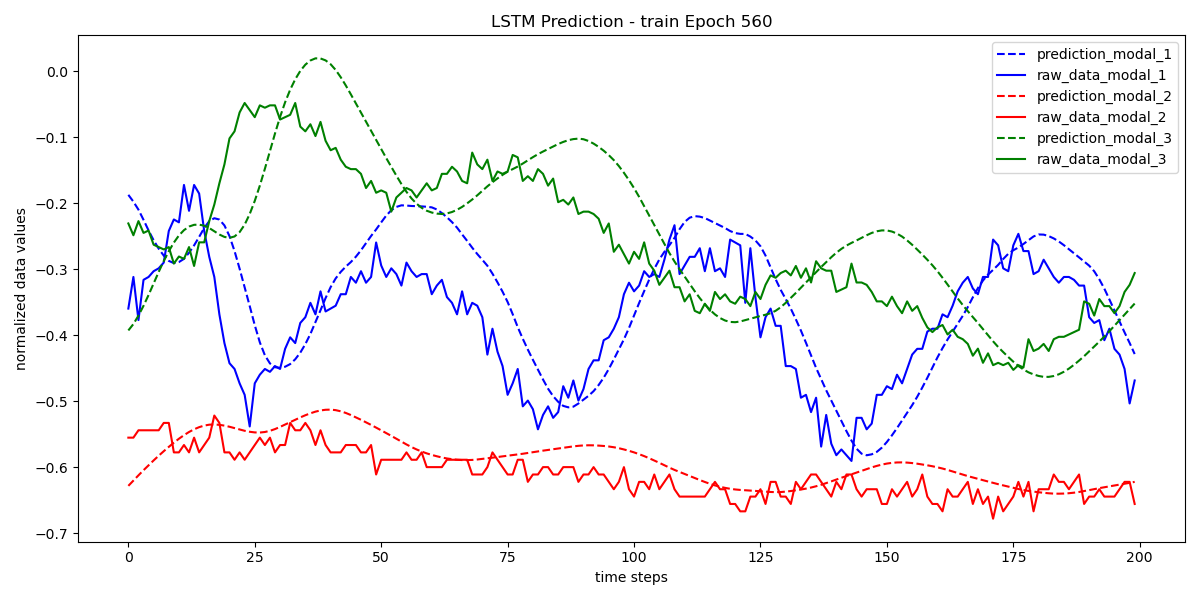 LSTM Prediction - train Epoch 560
prediction_modal_1
raw_data_modal_1
prediction_modal_2
raw_data_modal_2
prediction_modal_3
raw_data_modal_3
normalized data values
0.0
−0.1
−0.2
−0.3
−0.4
−0.5
−0.6
−0.7
0 25 50 75 100 125 150 175 200
time steps